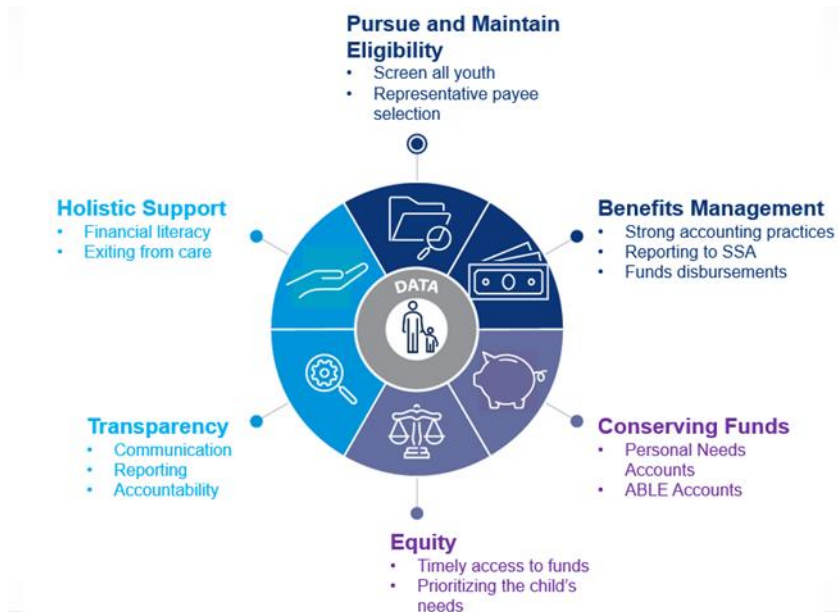 Pursue and Maintain
Eligibility
• Screen all youth
• Representative payee
selection
Holistic Support
• Financial literacy
• Exiting from care
Benefits Management
• Strong accounting practices
• Reporting to SSA
• Funds disbursements
DATA
Transparency
• Communication
• Reporting
• Accountability
Conserving Funds
• Personal Needs
Accounts
• ABLE Accounts
Equity
• Timely access to funds
• Prioritizing the child's
needs